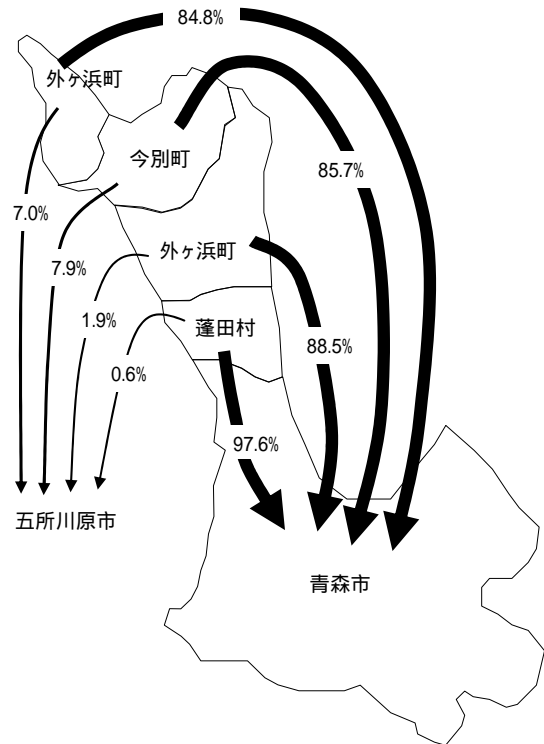 84.8%
外ヶ浜町
今別町
85.7%
7.0%
7.9%
外ヶ浜町
1.9%
蓬田村
88.5%
0.6%
97.6%
五所川原市
青森市